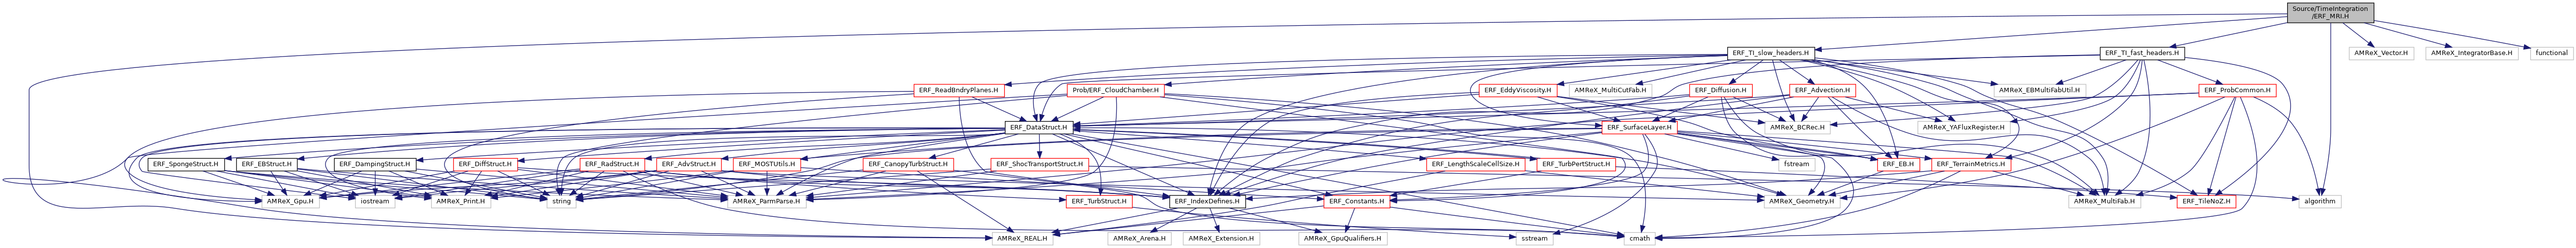 Source/TimeIntegration
/ERF_MRI.H
ERF_TI_slow_headers.H
ERF_TI_fast_headers.H
AMReX_Vector.H
AMReX_IntegratorBase.H
functional
ERF_ReadBndryPlanes.H
Prob/ERF_CloudChamber.H
ERF_EddyViscosity.H
AMReX_MultiCutFab.H
ERF_Diffusion.H
ERF_Advection.H
AMReX_EBMultiFabUtil.H
ERF_ProbCommon.H
ERF_DataStruct.H
ERF_SurfaceLayer.H
AMReX_BCRec.H
AMReX_YAFluxRegister.H
ERF_SpongeStruct.H
ERF_EBStruct.H
ERF_DampingStruct.H
ERF_DiffStruct.H
ERF_RadStruct.H
ERF_AdvStruct.H
ERF_MOSTUtils.H
ERF_CanopyTurbStruct.H
ERF_ShocTransportStruct.H
ERF_LengthScaleCellSize.H
ERF_TurbPertStruct.H
fstream
ERF_EB.H
ERF_TerrainMetrics.H
AMReX_Gpu.H
iostream
AMReX_Print.H
string
AMReX_ParmParse.H
ERF_TurbStruct.H
ERF_IndexDefines.H
ERF_Constants.H
AMReX_Geometry.H
AMReX_MultiFab.H
ERF_TileNoZ.H
algorithm
AMReX_REAL.H
AMReX_Arena.H
AMReX_Extension.H
AMReX_GpuQualifiers.H
sstream
cmath